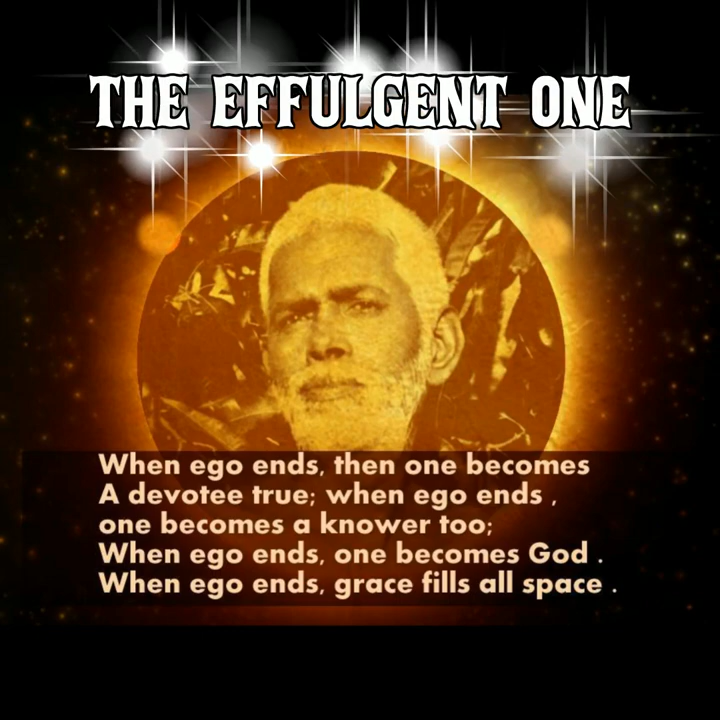 THE EFFULGENT ONE
When ego ends, then one becomes
A devotee true; when ego ends ,
one becomes a knower too;
When ego ends, one becomes God .
When ego ends, grace fills all space .